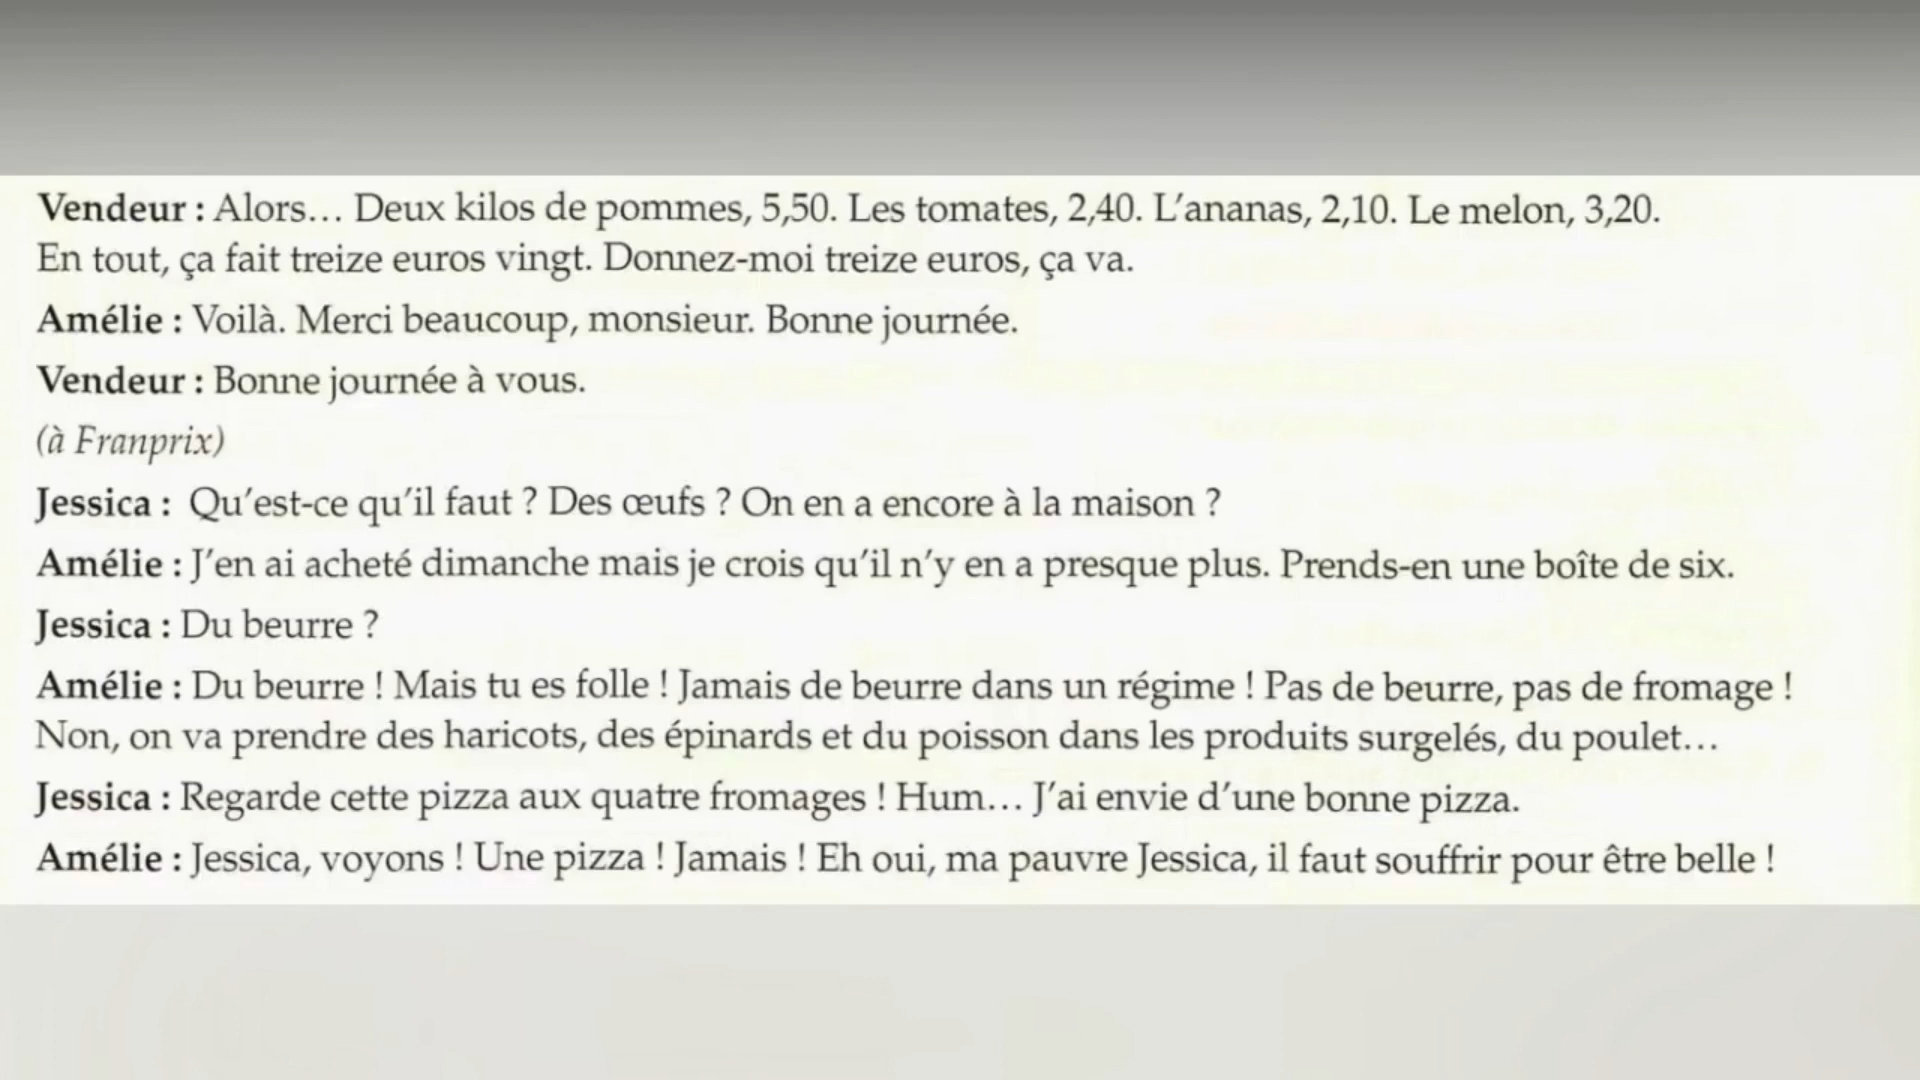 Vendeur : Alors… Deux kilos de pommes, 5,50. Les tomates, 2,40. L'ananas, 2,10. Le melon, 3,20.
En tout, ça fait treize euros vingt. Donnez-moi treize euros, ça va.
Amélie : Voilà. Merci beaucoup, monsieur. Bonne journée.
Vendeur : Bonne journée à vous.
(à Franprix)
Jessica : Qu'est-ce qu'il faut ? Des œufs ? On en a encore à la maison ?
Amélie : J'en ai acheté dimanche mais je crois qu'il n'y en a presque plus. Prends-en une boîte de six.
Jessica : Du beurre ?
Amélie : Du beurre ! Mais tu es folle ! Jamais de beurre dans un régime ! Pas de beurre, pas de fromage !
Non, on va prendre des haricots, des épinards et du poisson dans les produits surgelés, du poulet…
Jessica : Regarde cette pizza aux quatre fromages ! Hum… J'ai envie d'une bonne pizza.
Amélie : Jessica, voyons ! Une pizza ! Jamais ! Eh oui, ma pauvre Jessica, il faut souffrir pour être belle !